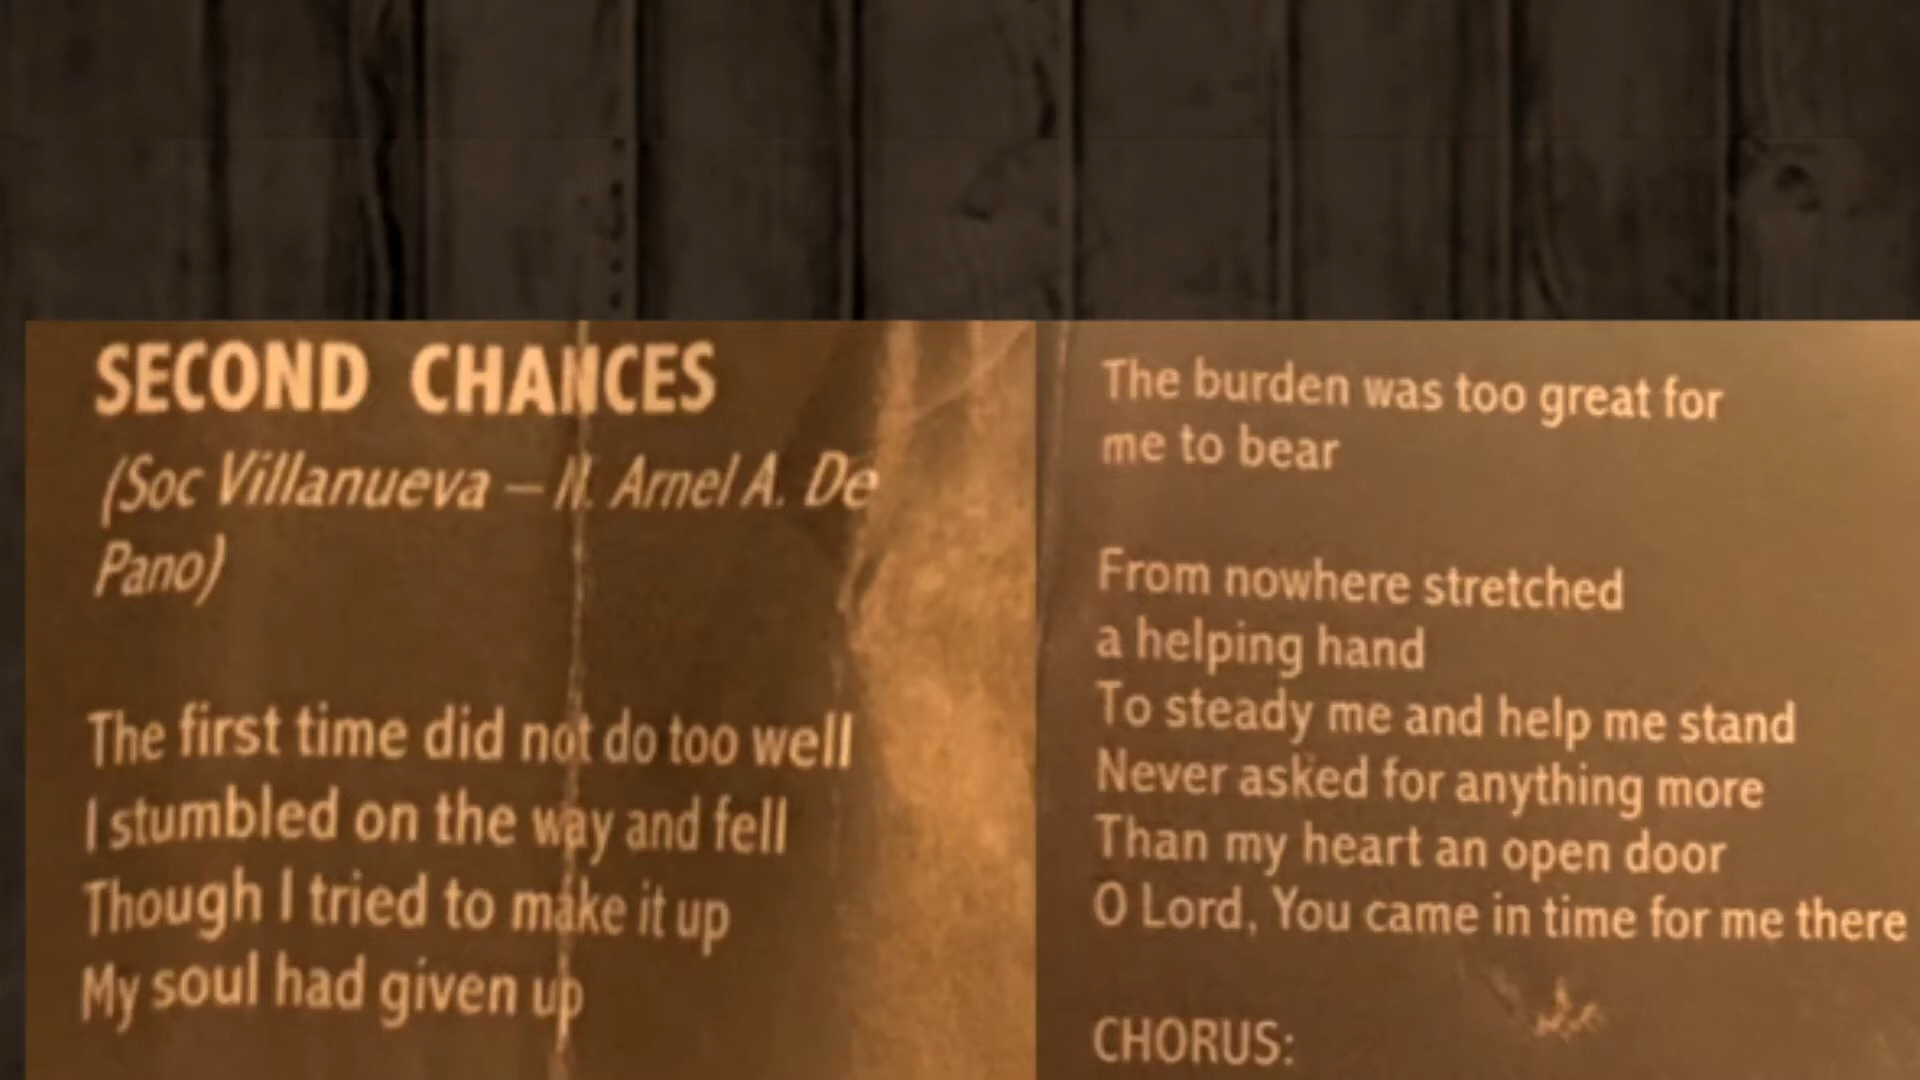 SECOND CHANCES
(Soc Villanueva – Arnel A. De
Pano)
The first time did not do too well
I stumbled on the way and fell
Though I tried to make it up
My soul had given up
The burden was too great for
me to bear
From nowhere stretched
a helping hand
To steady me and help me stand
Never asked for anything more
Than my heart an open door
O Lord, You came in time for me there
CHORUS: